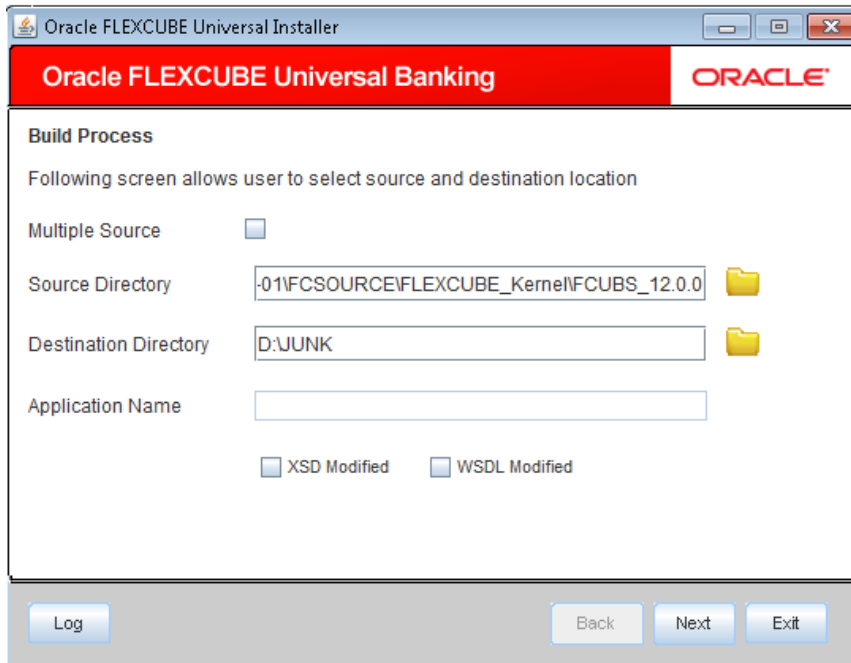 Oracle FLEXCUBE Universal Installer
Oracle FLEXCUBE Universal Banking ORACLE
Build Process
Following screen allows user to select source and destination location
Multiple Source
Source Directory -01\FCSOURCE\FLEXCUBE_Kernel\FCUBS_12.0.0
Destination Directory D:\JUNK
Application Name
XSD Modified WSDL Modified
Log Back Next Exit